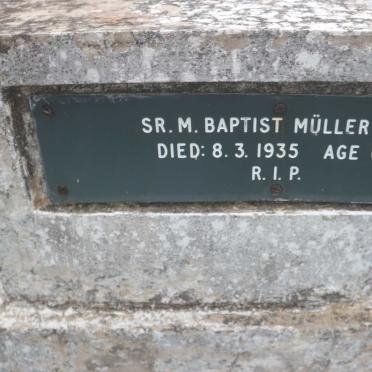 SR. M. BAPTIST MÜLLER
DIED: 8. 3. 1935 AGE
R. I. P.